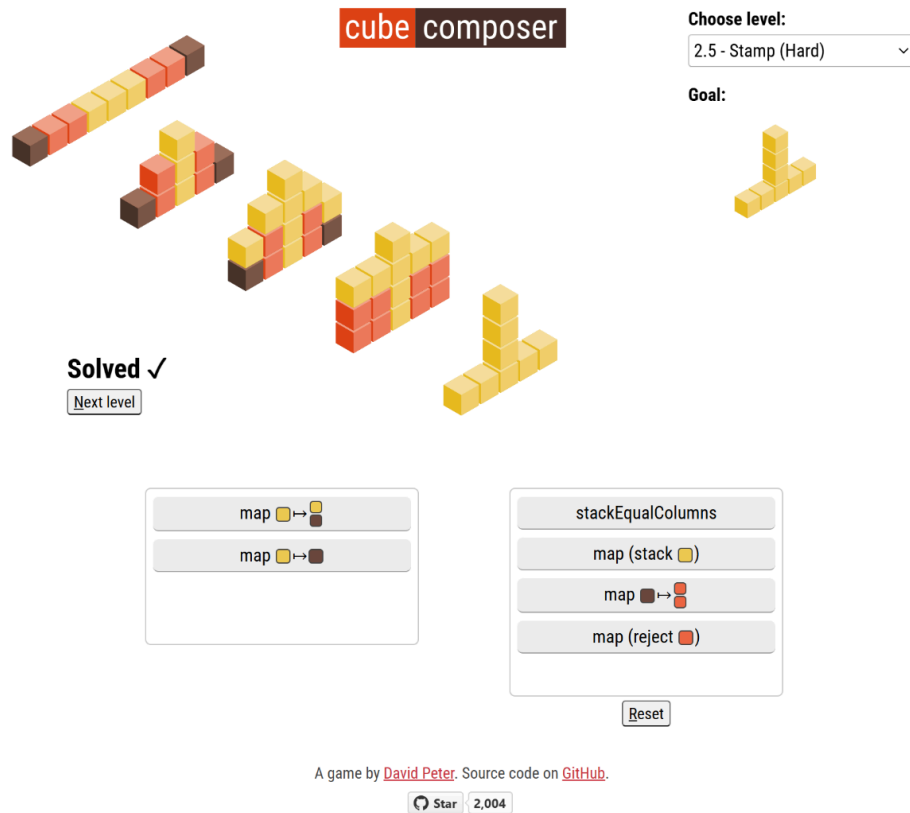 cube composer
Choose level:
2.5 - Stamp (Hard)
Goal:
Solved ✓
Next level
map ↦
map ↦
stackEqualColumns
map (stack )
map ↦
map (reject )
Reset
A game by David Peter. Source code on GitHub.
Star 2,004